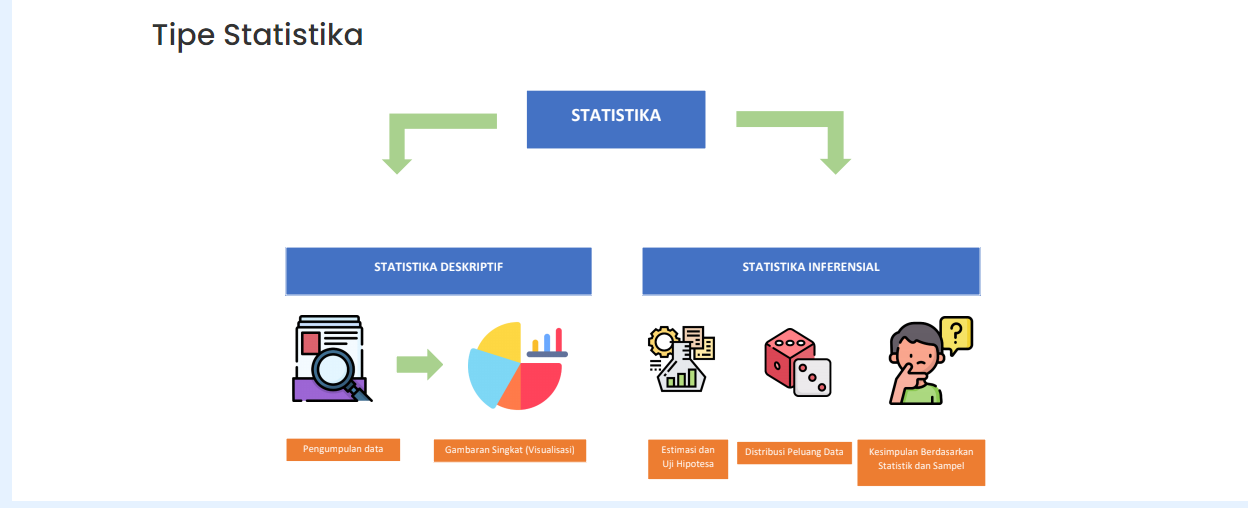 Tipe Statistika
STATISTIKA
STATISTIKA DESKRIPTIF
STATISTIKA INFERENSIAL
?
Pengumpulan data
Gambaran Singkat (Visualisasi)
Estimasi dan
Uji Hipotesa
Distribusi Peluang Data
Kesimpulan Berdasarkan
Statistik dan Sampel